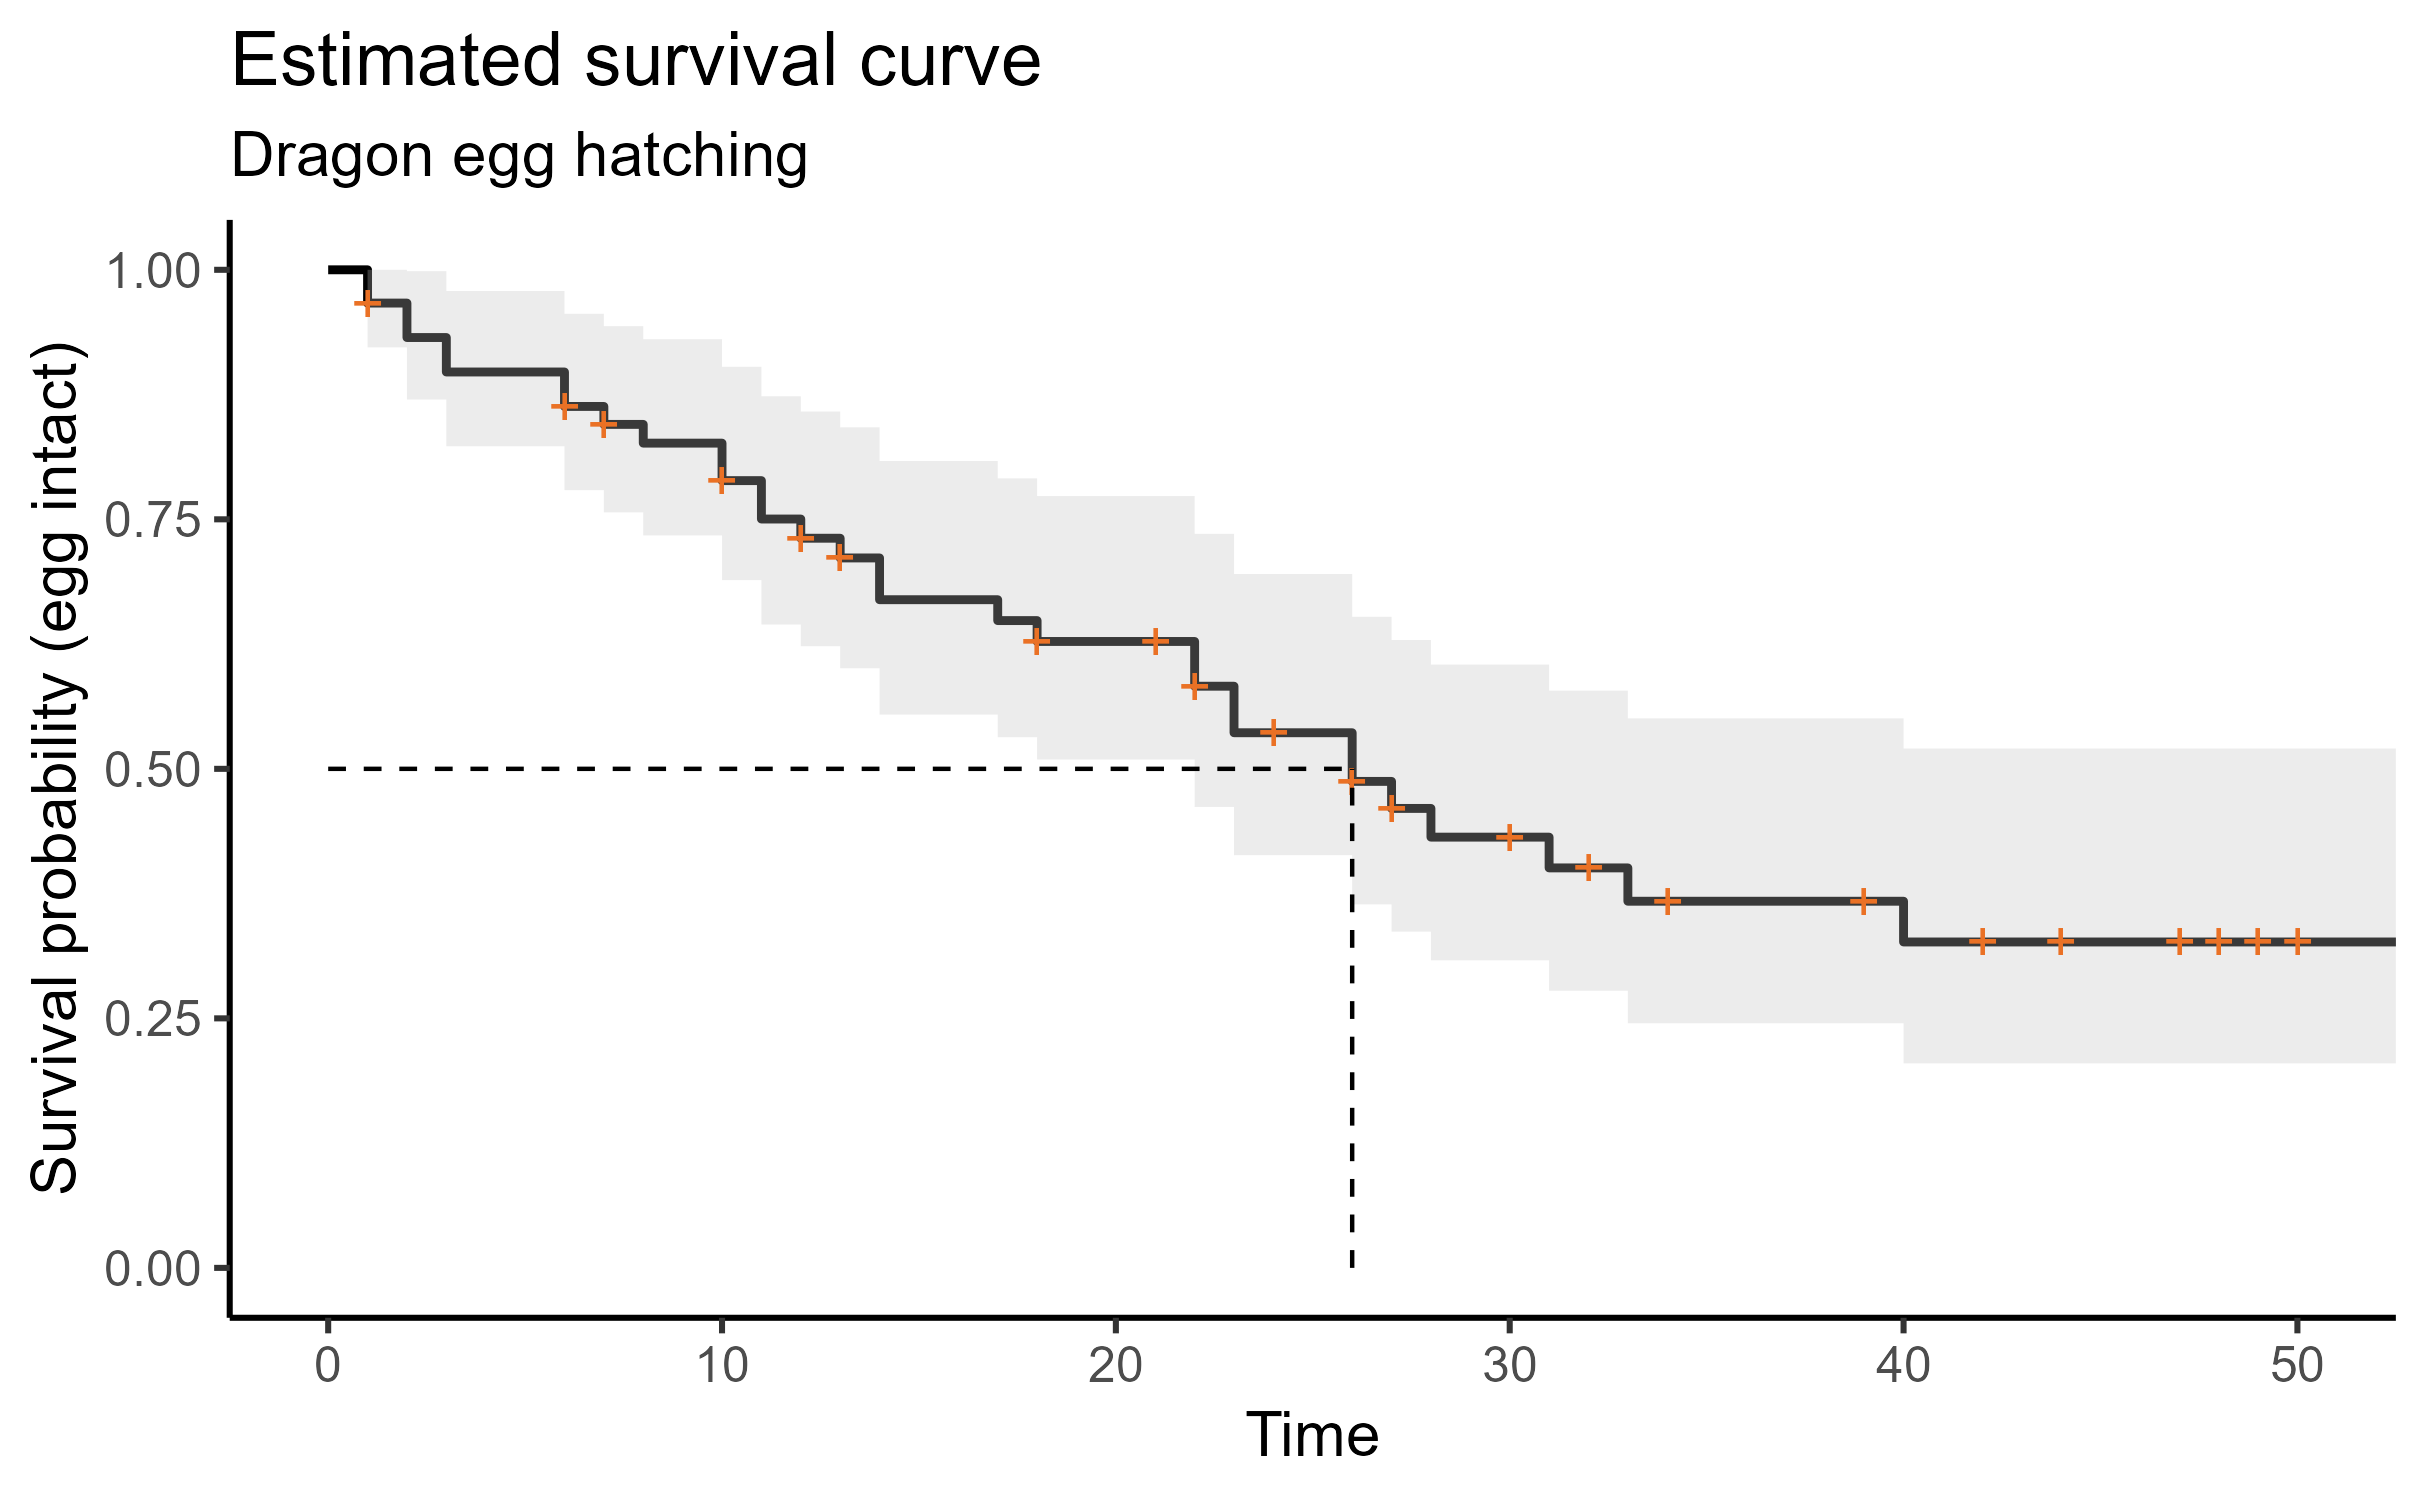 Estimated survival curve
Dragon egg hatching
Survival probability (egg intact)
1.00
0.75
0.50
0.25
0.00
0 10 20 30 40 50
Time